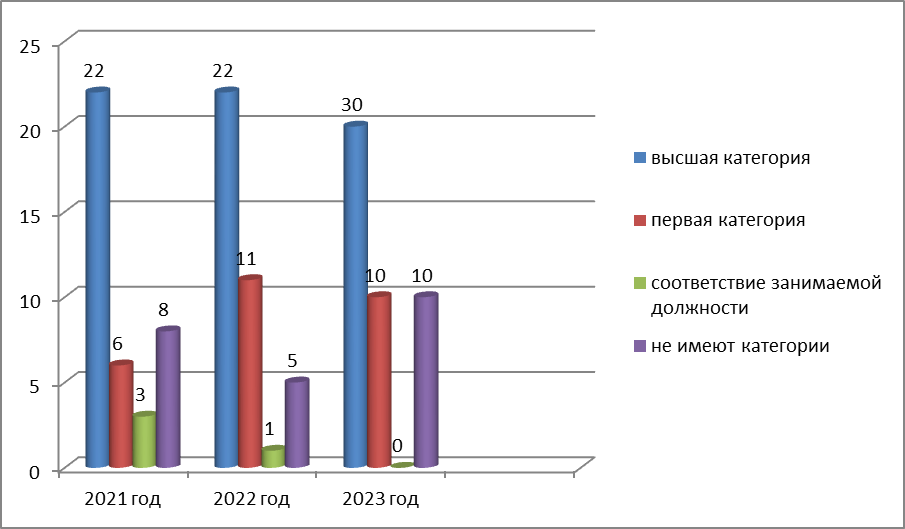 25
20
15
10
5
0
22
6
3
8
22
11
1
5
30
10
0
10
2021 год
2022 год
2023 год
высшая категория
первая категория
соответствие занимаемой
должности
не имеют категории